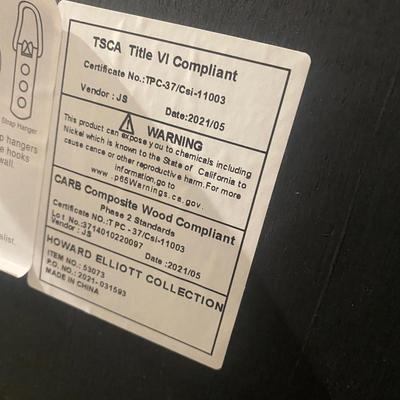 Strap Hanger
p hangers
e hooks
wall.
alist.
TSCA Title VI Compliant
Certificate No.:TPC-37/Csi-11003
Vendor : JS
Date:2021/05
WARNING
This product can expose you to chemicals including
Nickel which is known to the State of California to
cause cance or other reproductive harm. For more
information.go to
www . p65Warnings.ca.gov.
CARB Composite Wood Compliant
Phase 2 Standards
Certificate NO.:TPC-37/Csi-11003
Lot No:3714010220097
Vendor : JS
Date :2021/05
HOWARD ELLIOTT COLLECTION
ITEM NO.: 53073
P.O. NO.: 2021-031593
MADE IN CHINA